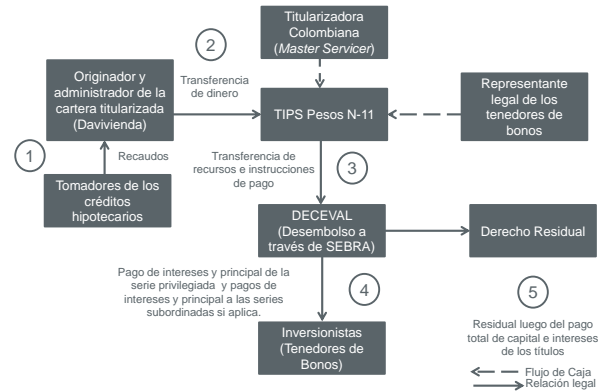 Titularizadora
Colombiana
(Master Servicer)
2
Originador y
administrador de la
cartera titularizada
(Davivienda)
Transferencia
de dinero
TIPS Pesos N-11
Representante
legal de los
tenedores de
bonos
1
Recaudos
Tomadores de los
créditos
hipotecarios
Transferencia de
recursos e instrucciones
de pago
3
DECEVAL
(Desembolso a
través de SEBRA)
Derecho Residual
Pago de intereses y principal de la
serie privilegiada y pagos de
intereses y principal a las series
subordinadas si aplica.
4
5
Inversionistas
(Tenedores de
Bonos)
Residual luego del pago
total de capital e intereses
de los títulos
Flujo de Caja
Relación legal